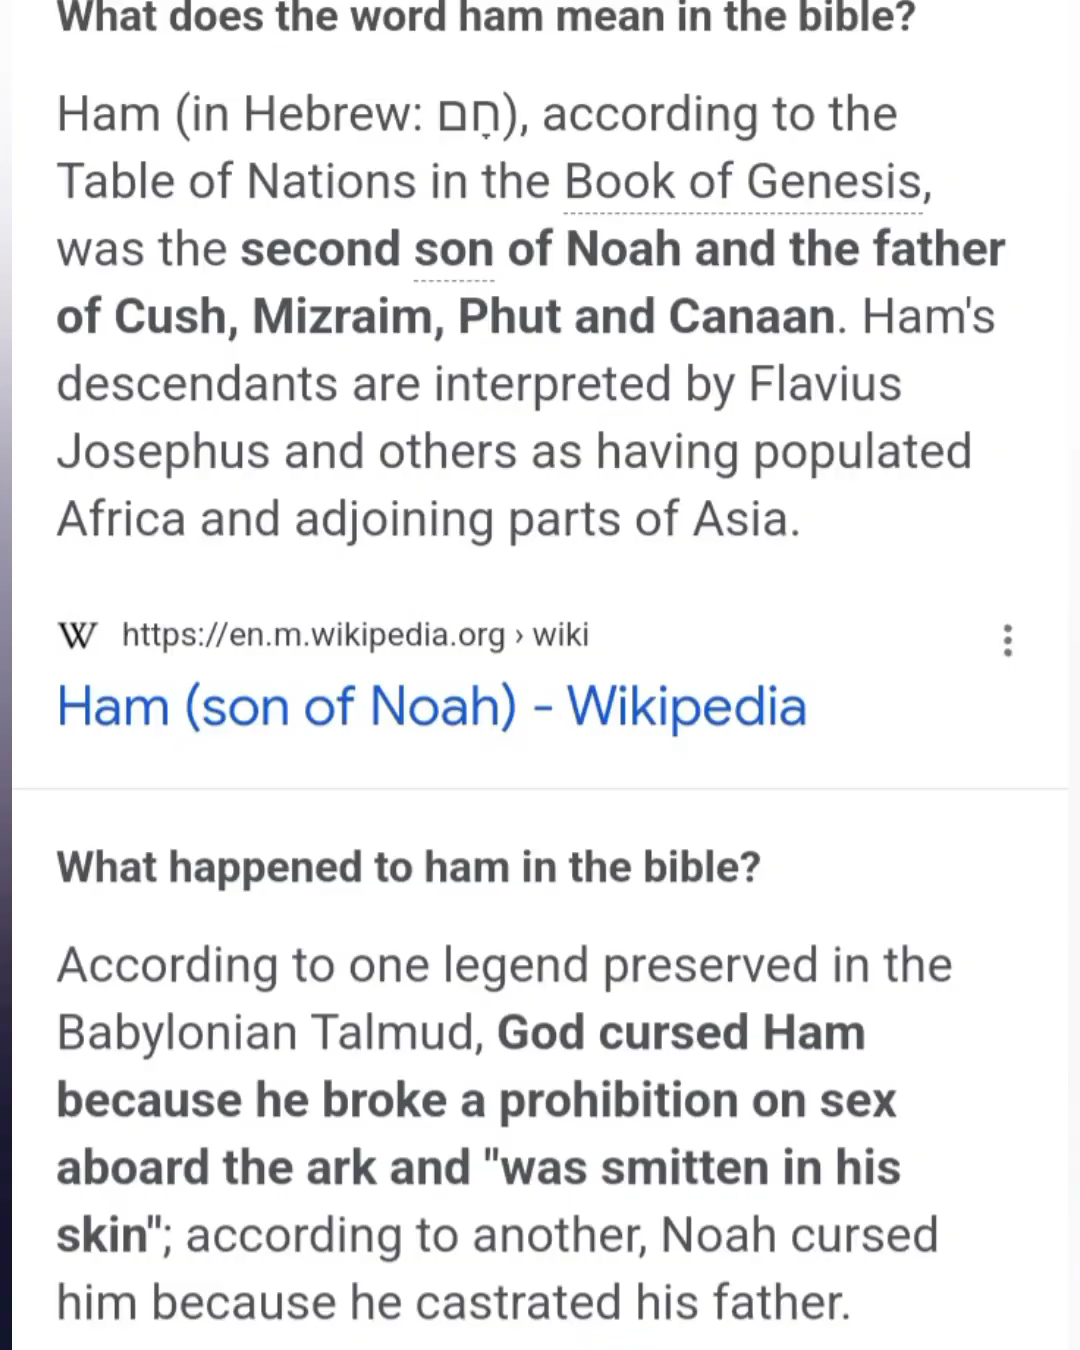 What does the word ham mean in the bible?
Ham (in Hebrew: חָם), according to the
Table of Nations in the Book of Genesis,
was the second son of Noah and the father
of Cush, Mizraim, Phut and Canaan. Ham's
descendants are interpreted by Flavius
Josephus and others as having populated
Africa and adjoining parts of Asia.
W https://en.m.wikipedia.org › wiki
Ham (son of Noah) - Wikipedia
What happened to ham in the bible?
According to one legend preserved in the
Babylonian Talmud, God cursed Ham
because he broke a prohibition on sex
aboard the ark and "was smitten in his
skin"; according to another, Noah cursed
him because he castrated his father.